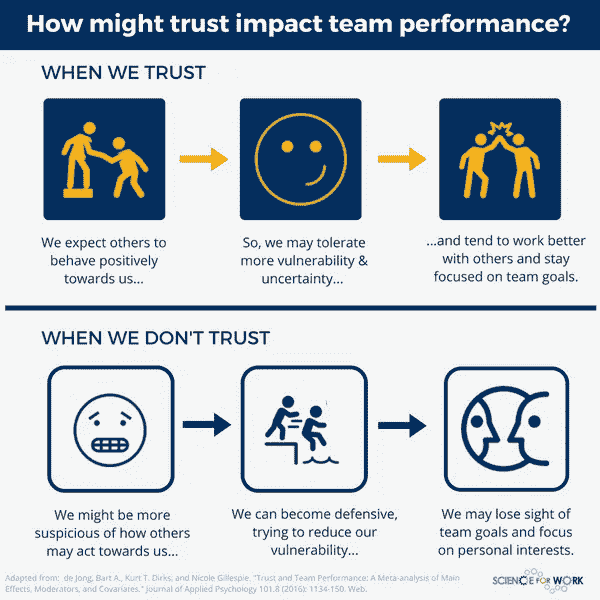 How might trust impact team performance?
WHEN WE TRUST
We expect others to
behave positively
towards us...
So, we may tolerate
more vulnerability &
uncertainty...
...and tend to work better
with others and stay
focused on team goals.
WHEN WE DON'T TRUST
We might be more
suspicious of how others
may act towards us...
We can become defensive,
trying to reduce our
vulnerability...
We may lose sight of
team goals and focus
on personal interests.
Adapted from: de Jong, Bart A., Kurt T. Dirks, and Nicole Gillespie. "Trust and Team Performance: A Meta-analysis of Main
Effects, Moderators, and Covariates." Journal of Applied Psychology 101.8 (2016): 1134-150. Web.
SCIENCE FOR WORK